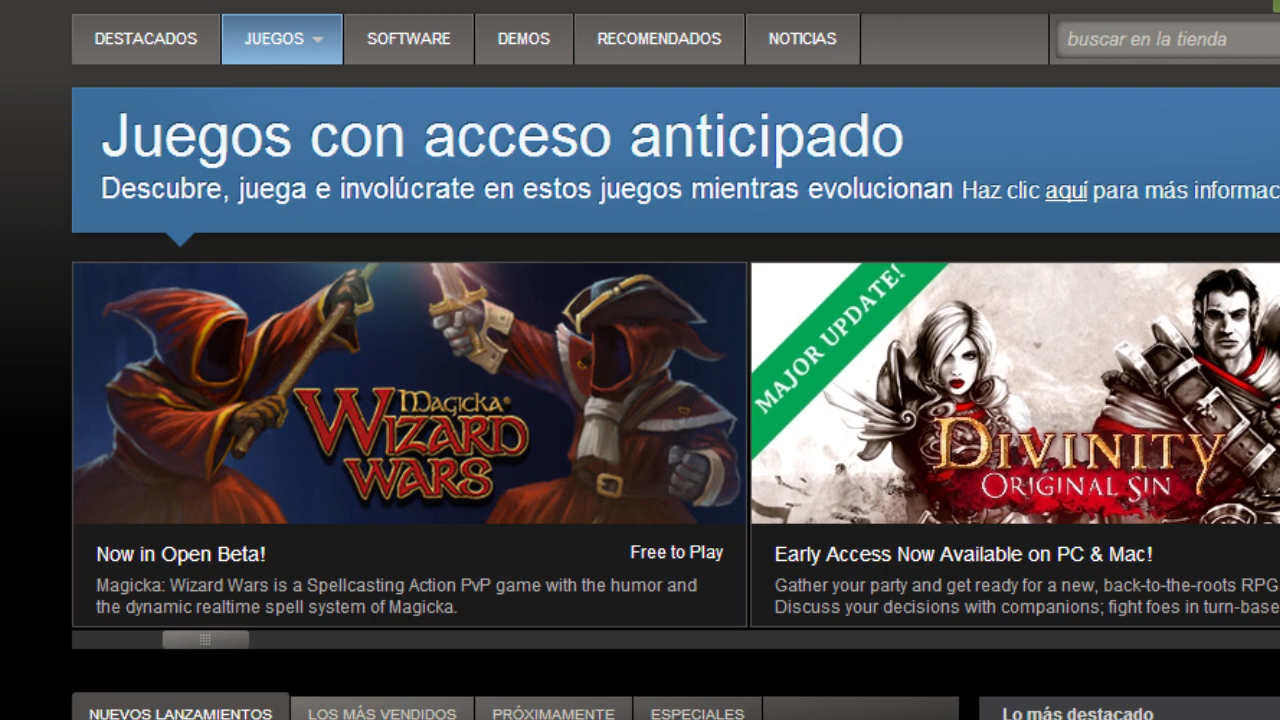 DESTACADOS JUEGOS SOFTWARE DEMOS RECOMENDADOS NOTICIAS buscar en la tienda
Juegos con acceso anticipado
Descubre, juega e involúcrate en estos juegos mientras evolucionan Haz clic aquí para más informac
MAGICKA®
WIZARD
WARS
MAJOR UPDATE!
DIVINITY
ORIGINAL SIN
Now in Open Beta! Free to Play
Magicka: Wizard Wars is a Spellcasting Action PvP game with the humor and
the dynamic realtime spell system of Magicka.
Early Access Now Available on PC & Mac!
Gather your party and get ready for a new, back-to-the-roots RPG
Discuss your decisions with companions; fight foes in turn-base
NUEVOS LANZAMIENTOS LOS MÁS VENDIDOS PRÓXIMAMENTE ESPECIALES Lo más destacado